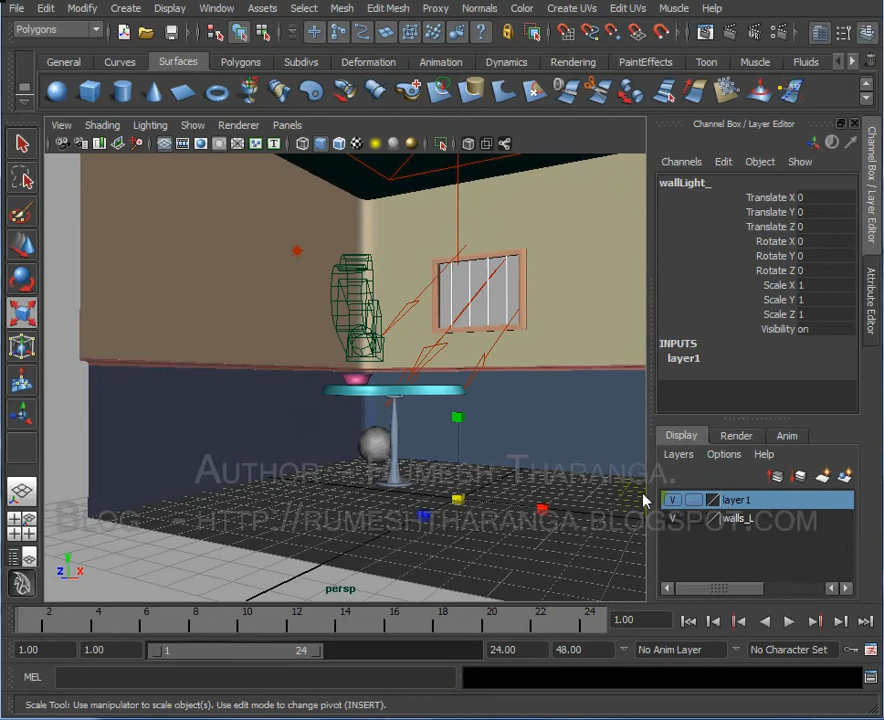 File Edit Modify Create Display Window Assets Select Mesh Edit Mesh Proxy Normals Color Create UVs Edit UVs Muscle Help
Polygons
General Curves Surfaces Polygons Subdivs Deformation Animation Dynamics Rendering PaintEffects Toon Muscle Fluids
View Shading Lighting Show Renderer Panels
Channel Box / Layer Editor
Channels Edit Object Show
wallLight_
Translate X 0
Translate Y 0
Translate Z 0
Rotate X 0
Rotate Y 0
Rotate Z 0
Scale X 1
Scale Y 1
Scale Z 1
Visibility on
INPUTS
layer1
Channel Box / Layer Editor
Attribute Editor
Display Render Anim
Layers Options Help
V layer1
V walls_L
Author - Rumesh Tharanga.
Blog - http://rumeshtharanga.blogspot.com
persp
Z Y X
2 4 6 8 10 12 14 16 18 20 22 24
1.00
1.00 1.00 1 24 24.00 48.00 No Anim Layer No Character Set
MEL
Scale Tool: Use manipulator to scale object(s). Use edit mode to change pivot (INSERT).